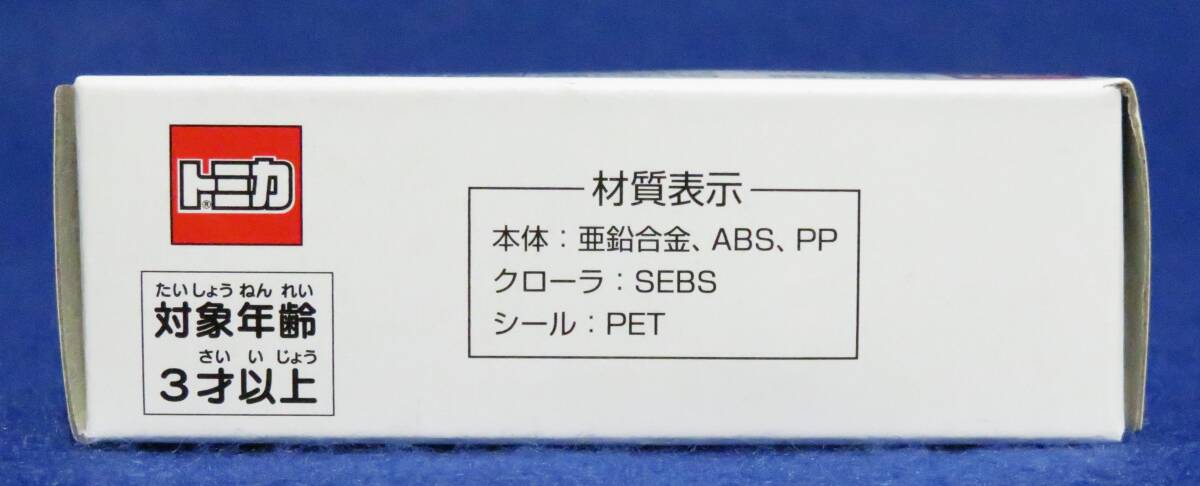 トミカ®
たいしょうねんれい
対象年齢
さいいじょう
3才以上
材質表示
本体：亜鉛合金、ABS、PP
クローラ：SEBS
シール：PET